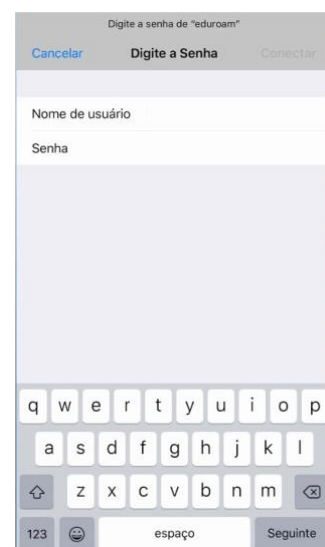 Digite a senha de "eduroam"
Cancelar Digite a Senha Conectar
Nome de usuário
Senha
q w e r t y u i o p
a s d f g h j k l
z x c v b n m
123 espaço Seguinte